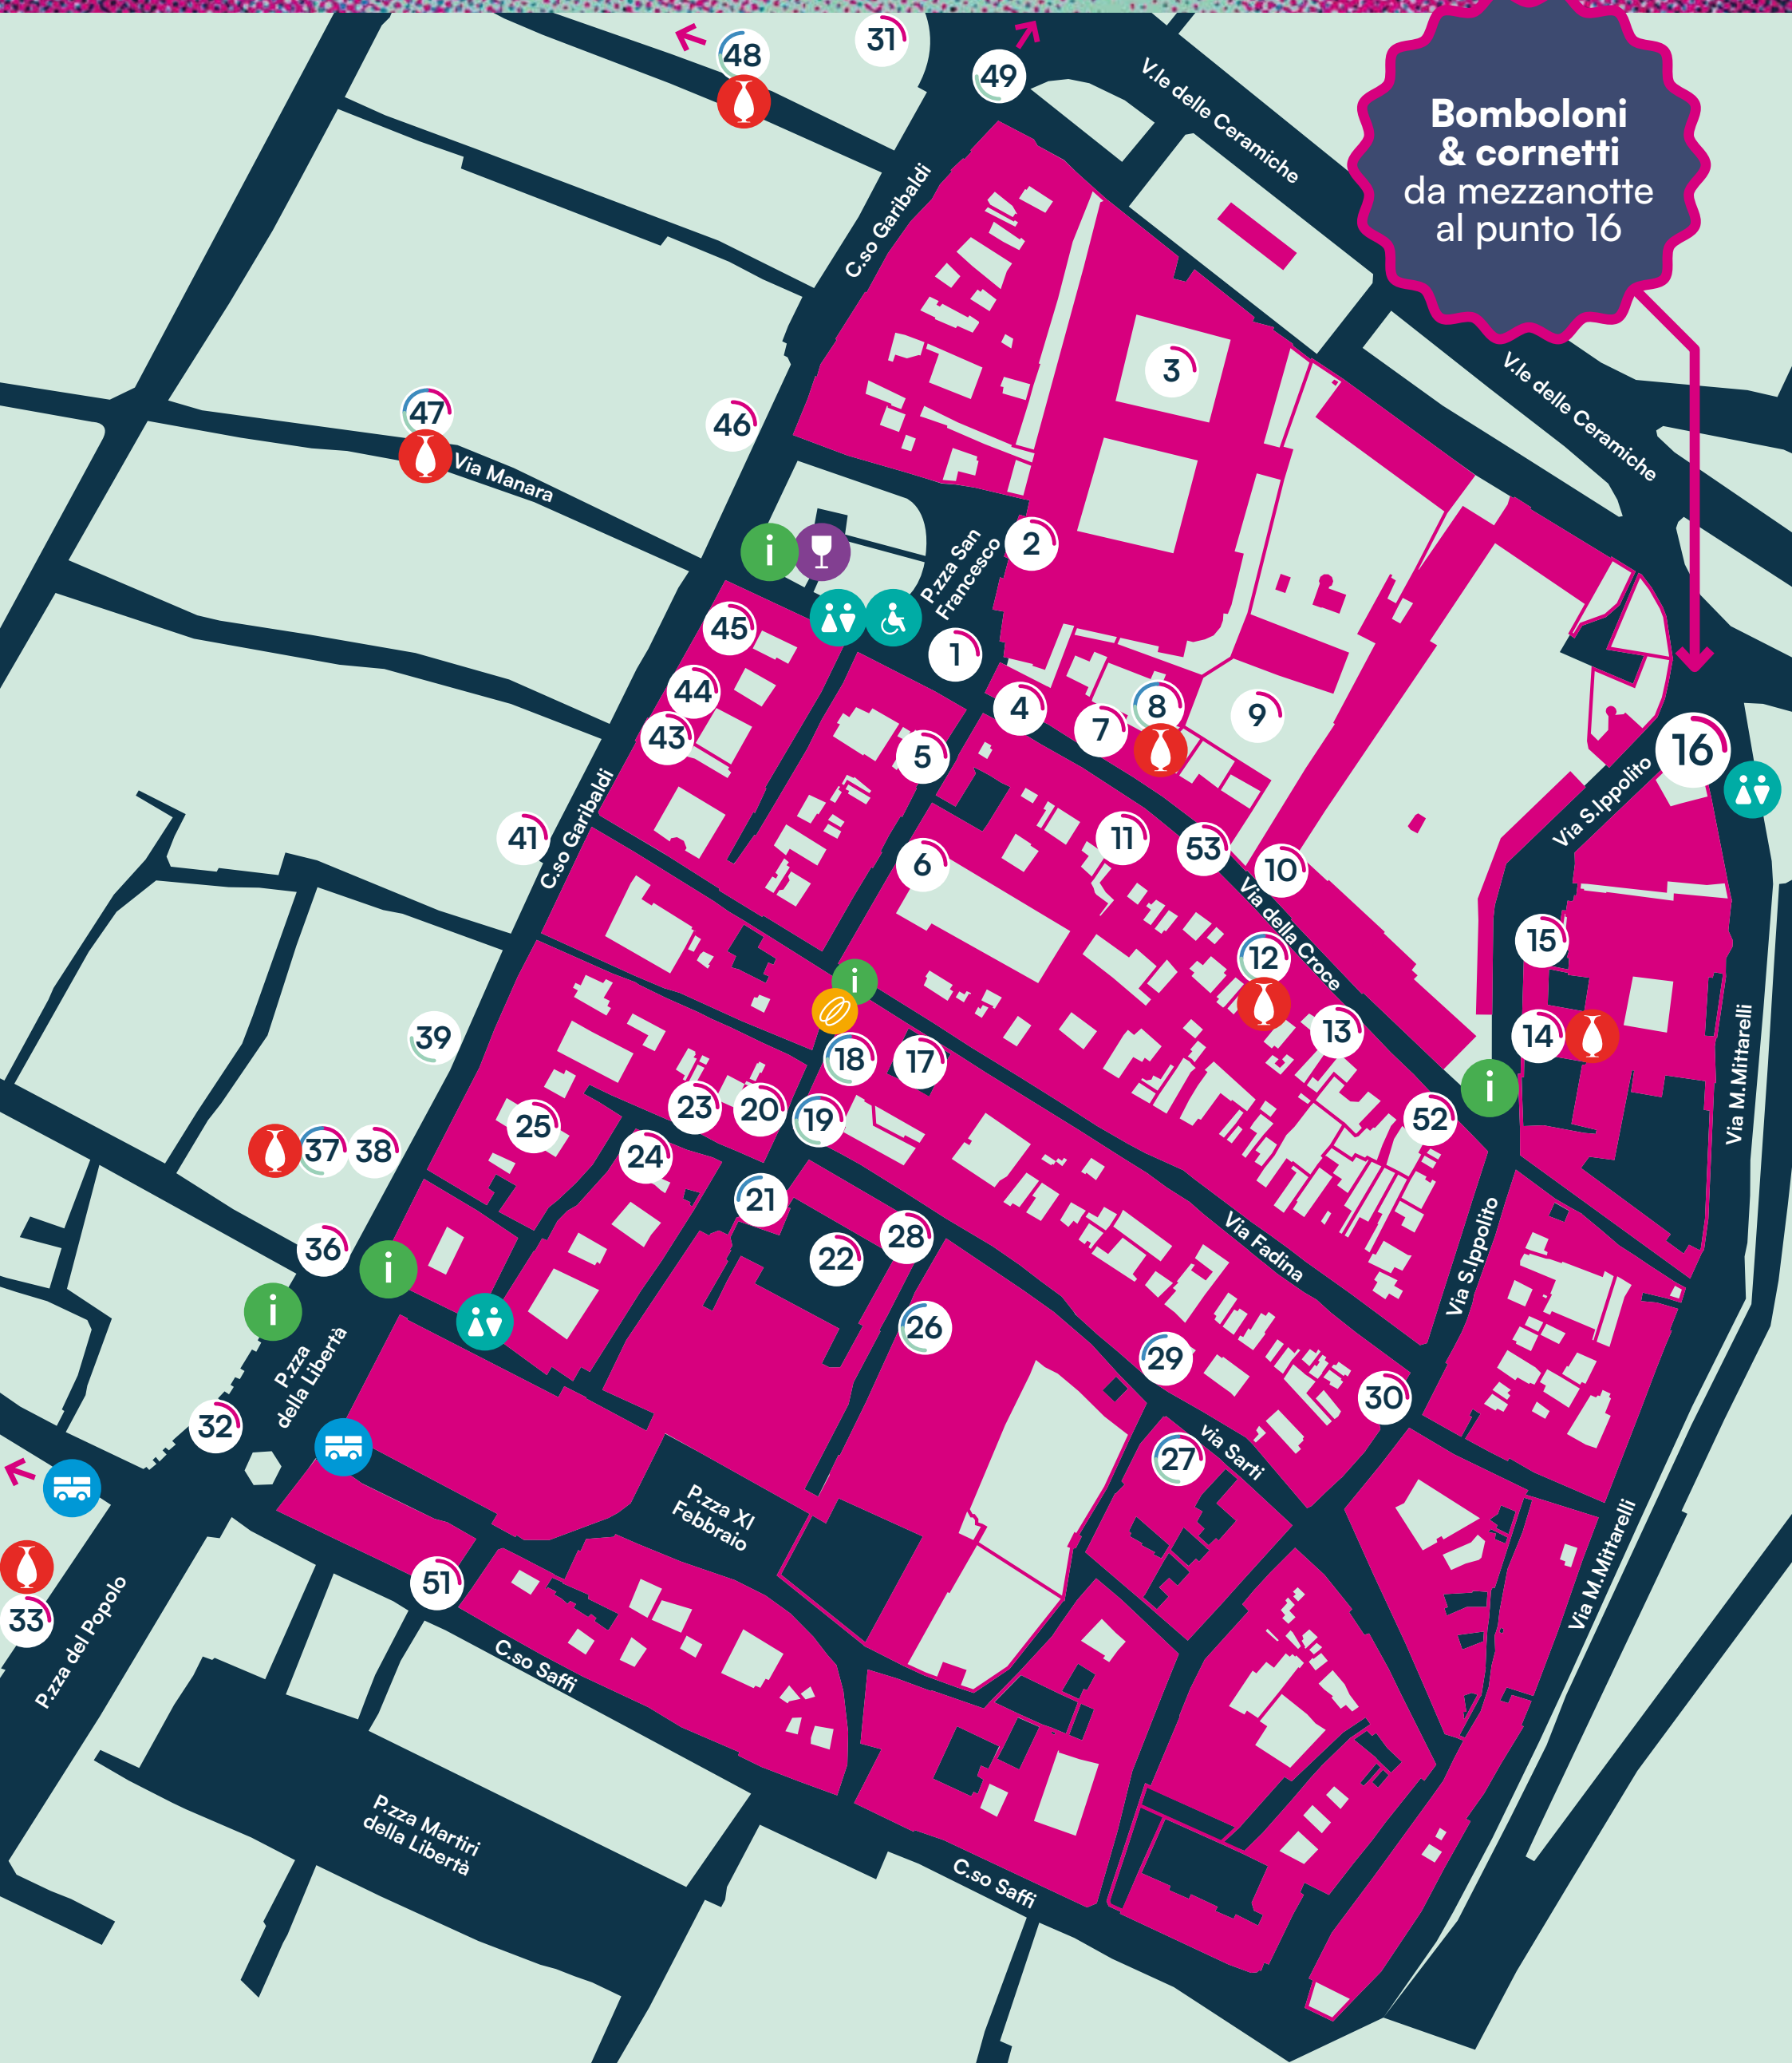 48
31
49
V.le delle Ceramiche
Bomboloni
& cornetti
da mezzanotte
al punto 16
C.so Garibaldi
3
V.le delle Ceramiche
47
46
Via Manara
i
P.zza San
Francesco
2
45
1
44
43
4
7
8
9
5
16
Via S.Ippolito
C.so Garibaldi
41
6
11
53
10
Via della Croce
12
15
i
39
18
17
13
14
Via M.Mittarelli
i
52
23
20
19
25
37
38
24
21
28
22
36
i
i
Via Fadina
Via S.Ippolito
26
29
30
P.zza
della Libertà
32
via Sarti
27
P.zza XI
Febbraio
51
33
P.zza del Popolo
C.so Saffi
Via M.Mittarelli
P.zza Martiri
della Libertà
C.so Saffi